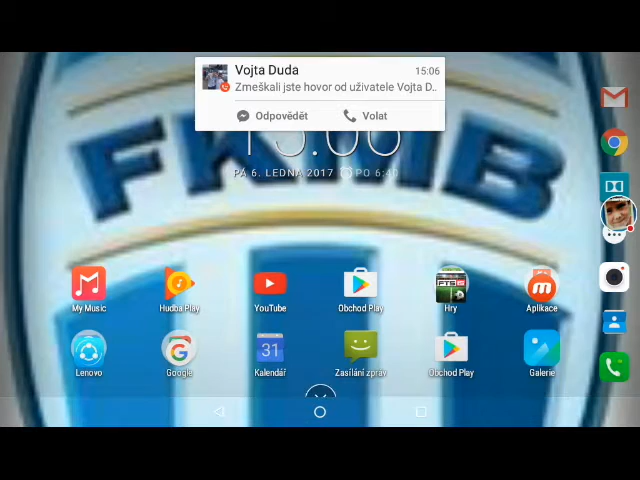 Vojta Duda 15:06
Zmeškali jste hovor od uživatele Vojta D..
Odpovědět Volat
FKMB
PÁ 6. LEDNA 2017 PO 6:40
My Music Hudba Play YouTube Obchod Play Hry Aplikace
Lenovo Google 31 Kalendář Zasílání zpráv Obchod Play Galerie